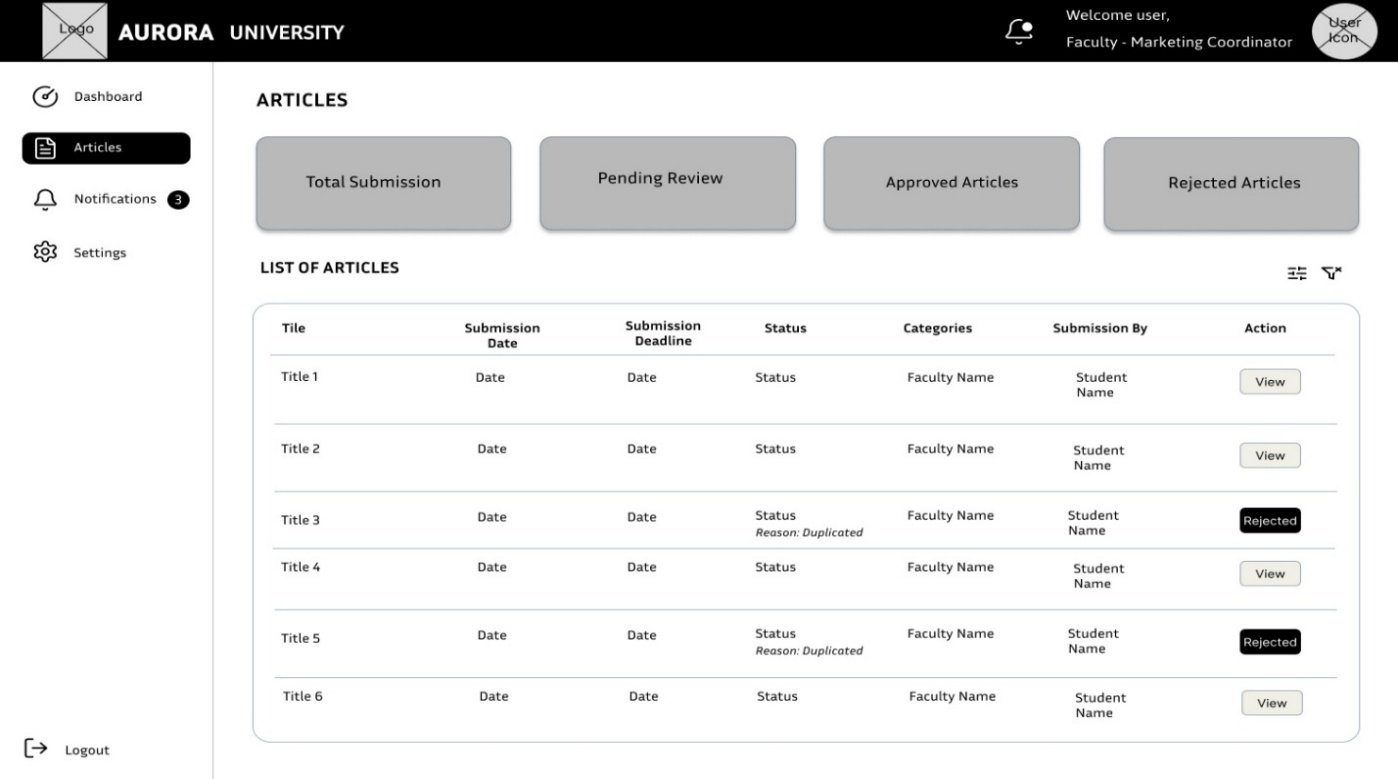 Logo
AURORA UNIVERSITY
Welcome user,
Faculty - Marketing Coordinator
User
Icon
Dashboard
Articles
Notifications 3
Settings
Logout
ARTICLES
Total Submission
Pending Review
Approved Articles
Rejected Articles
LIST OF ARTICLES
Tile
Submission
Date
Submission
Deadline
Status
Categories
Submission By
Action
Title 1
Date
Date
Status
Faculty Name
Student
Name
View
Title 2
Date
Date
Status
Faculty Name
Student
Name
View
Title 3
Date
Date
Status
Reason: Duplicated
Faculty Name
Student
Name
Rejected
Title 4
Date
Date
Status
Faculty Name
Student
Name
View
Title 5
Date
Date
Status
Reason: Duplicated
Faculty Name
Student
Name
Rejected
Title 6
Date
Date
Status
Faculty Name
Student
Name
View